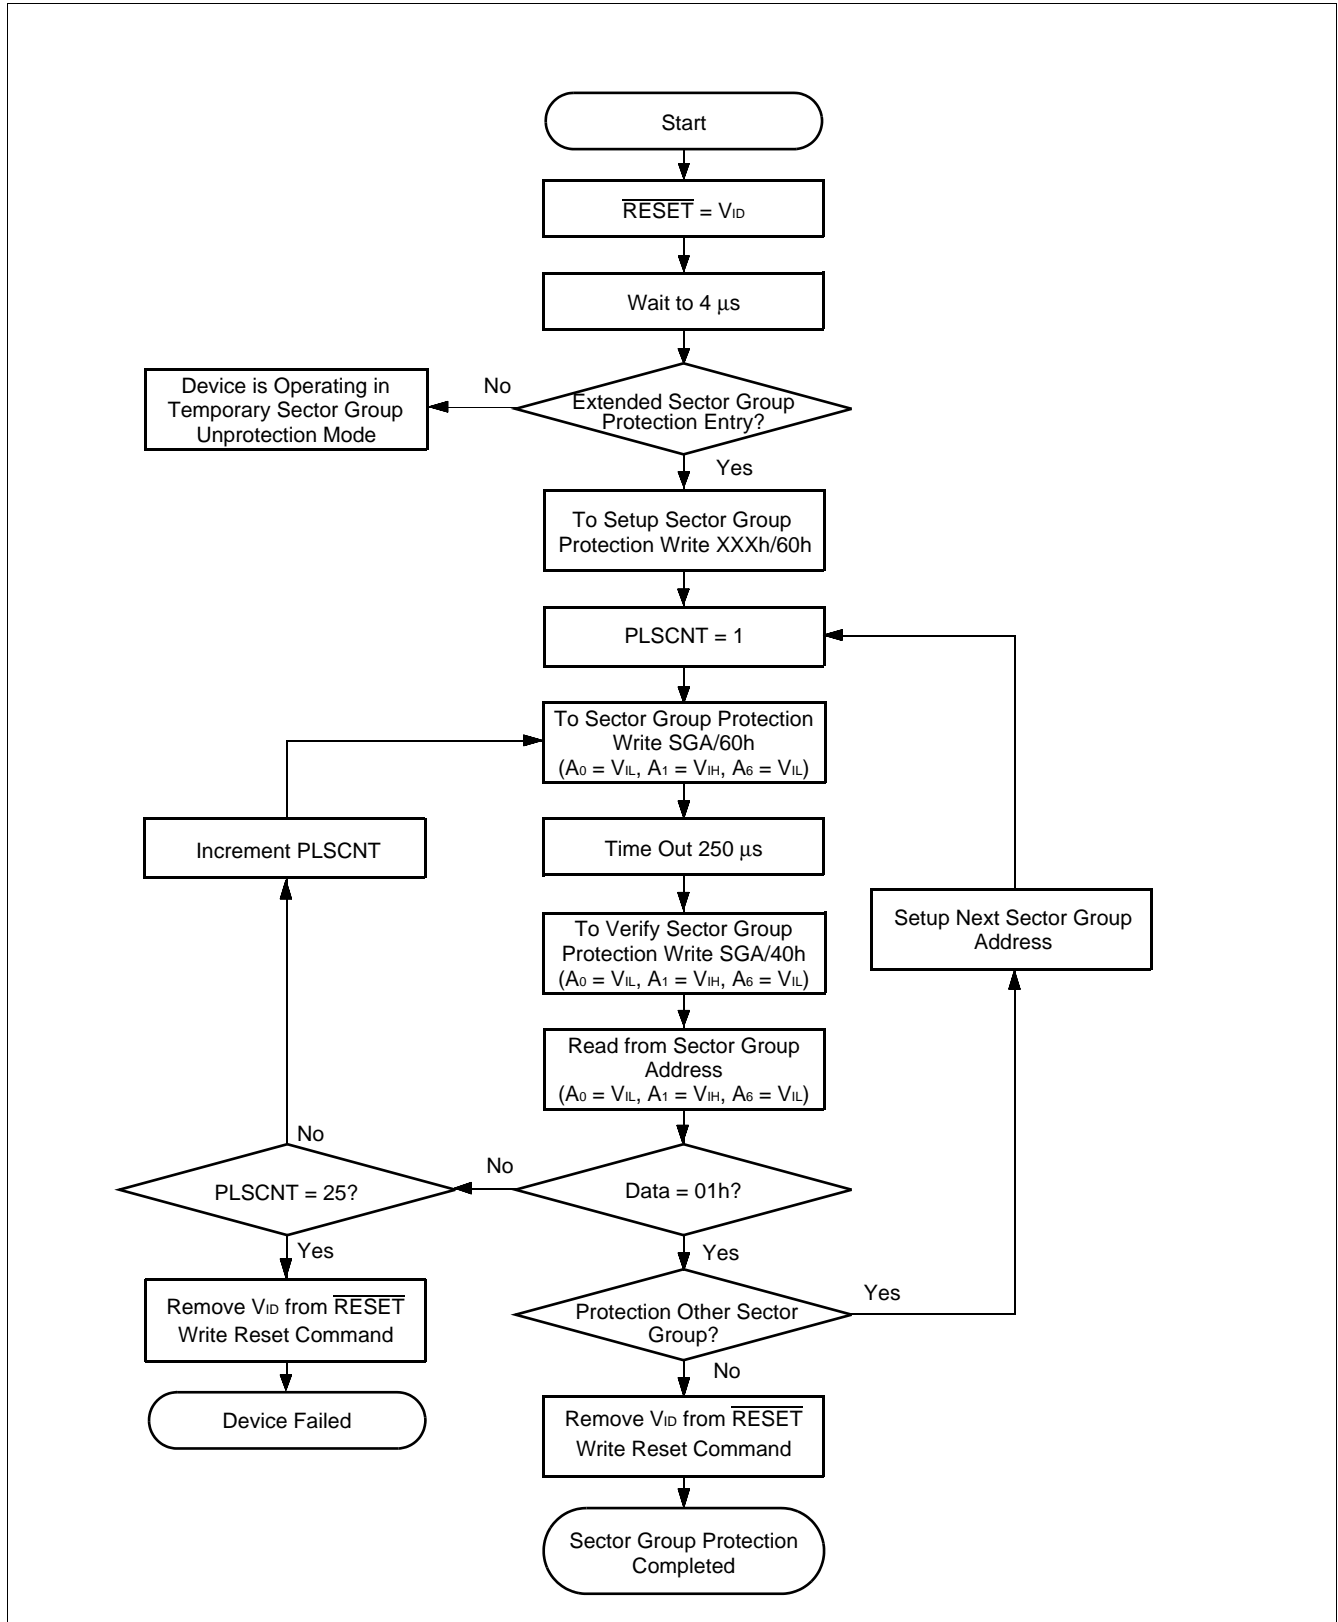 Start
RESET = VID
Wait to 4 μs
No
Device is Operating in
Temporary Sector Group
Unprotection Mode
Extended Sector Group
Protection Entry?
Yes
To Setup Sector Group
Protection Write XXXh/60h
PLSCNT = 1
To Sector Group Protection
Write SGA/60h
(A0 = VIL, A1 = VIH, A6 = VIL)
Increment PLSCNT
Time Out 250 μs
To Verify Sector Group
Protection Write SGA/40h
(A0 = VIL, A1 = VIH, A6 = VIL)
Setup Next Sector Group
Address
Read from Sector Group
Address
(A0 = VIL, A1 = VIH, A6 = VIL)
No
No
PLSCNT = 25?
Data = 01h?
Yes
Yes
Yes
Remove VID from RESET
Write Reset Command
Protection Other Sector
Group?
No
Device Failed
Remove VID from RESET
Write Reset Command
Sector Group Protection
Completed